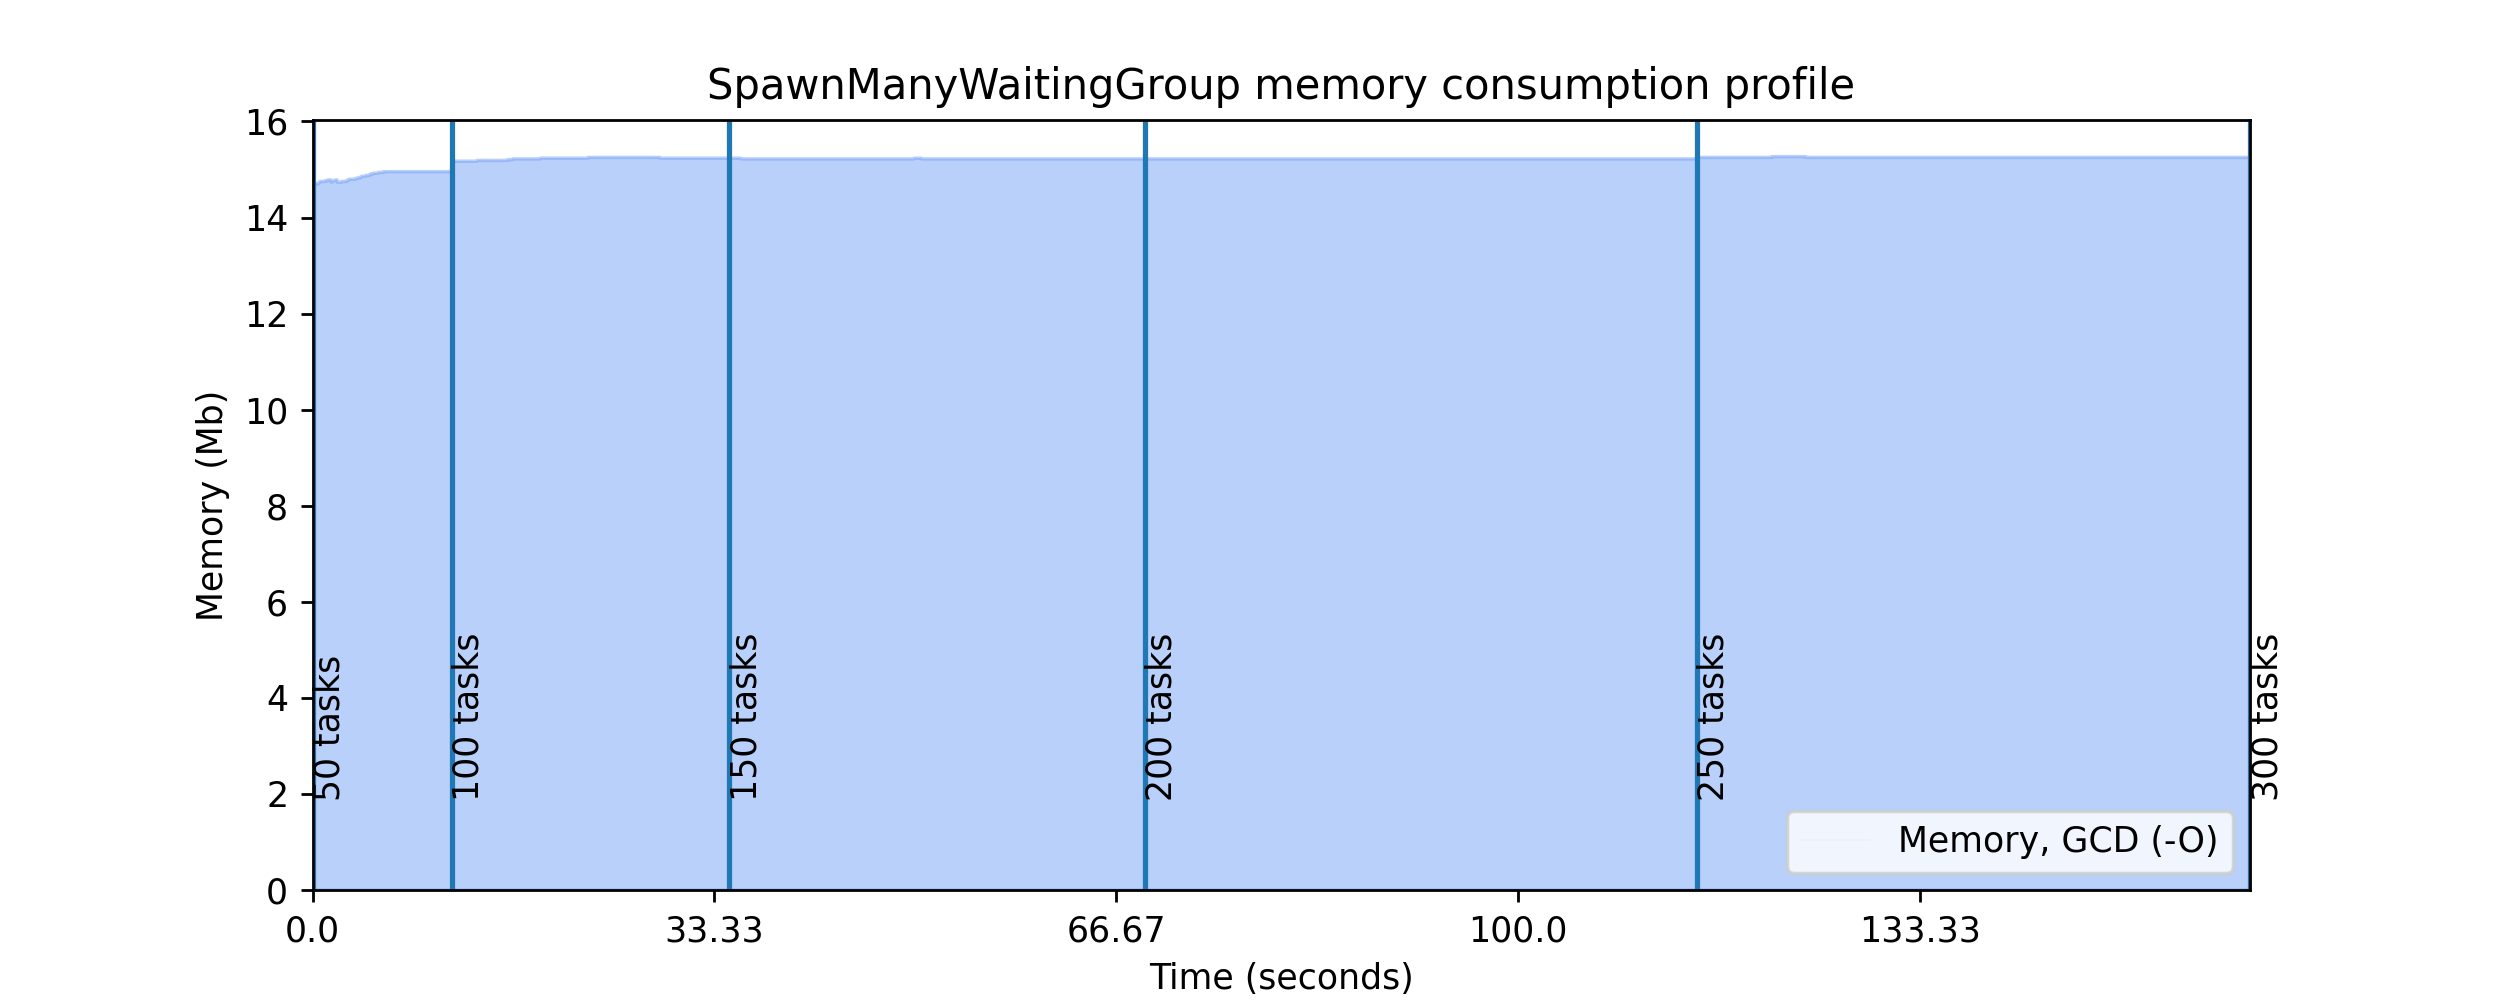 SpawnManyWaitingGroup memory consumption profile
16
14
12
10
8
6
4
2
0
Memory (Mb)
50 tasks
100 tasks
150 tasks
200 tasks
250 tasks
300 tasks
Memory, GCD (-O)
0.0
33.33
66.67
100.0
133.33
Time (seconds)